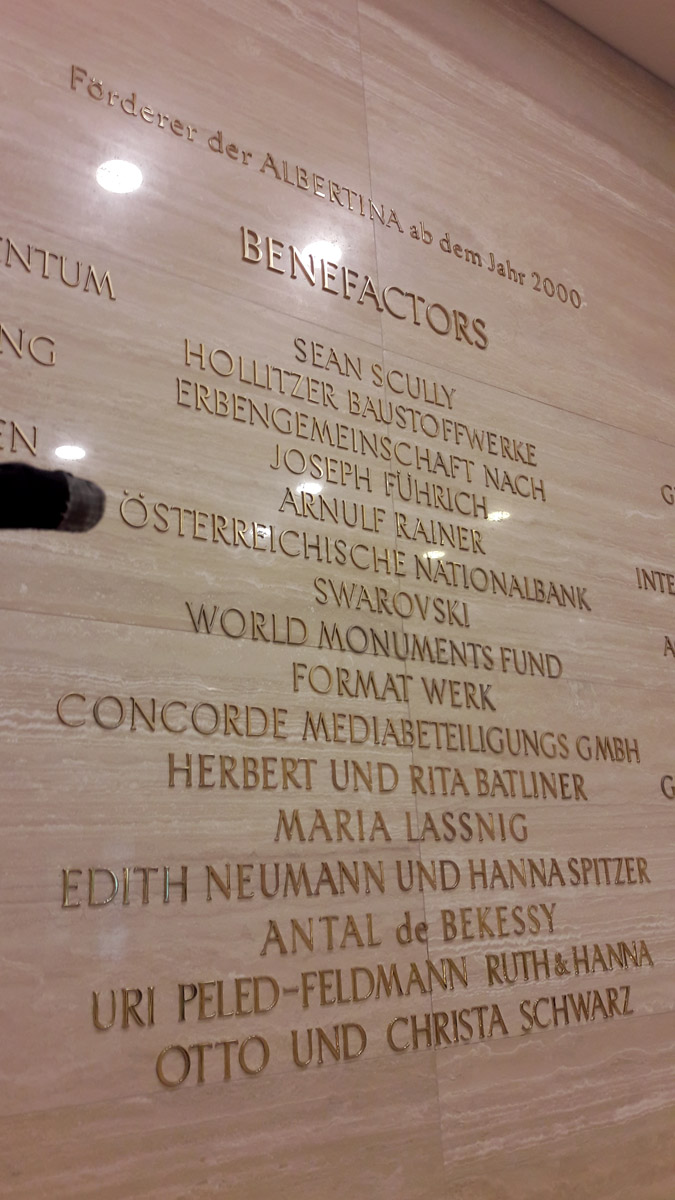 Förderer der ALBERTINA ab dem Jahr 2000
BENEFACTORS
SEAN SCULLY
HOLLITZER BAUSTOFFWERKE
ERBENGEMEINSCHAFT NACH
JOSEPH FÜHRICH
ARNULF RAINER
ÖSTERREICHISCHE NATIONALBANK
SWAROVSKI
WORLD MONUMENTS FUND
FORMAT WERK
CONCORDE MEDIABETEILIGUNGS GMBH
HERBERT UND RITA BATLINER
MARIA LASSNIG
EDITH NEUMANN UND HANNA SPITZER
ANTAL de BEKESSY
URI PELED-FELDMANN RUTH & HANNA
OTTO UND CHRISTA SCHWARZ